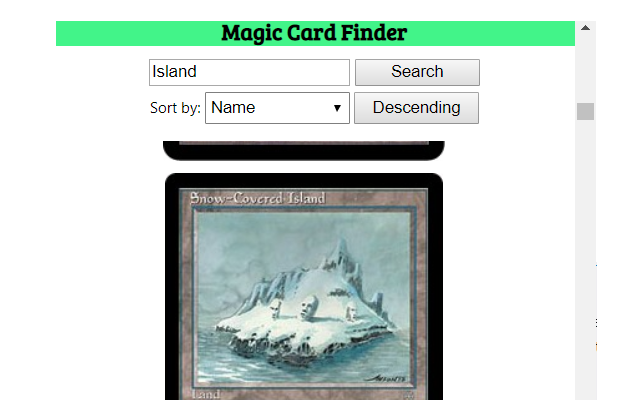 Magic Card Finder
Island
Search
Sort by:
Name
Descending
Snow-Covered Island
Land